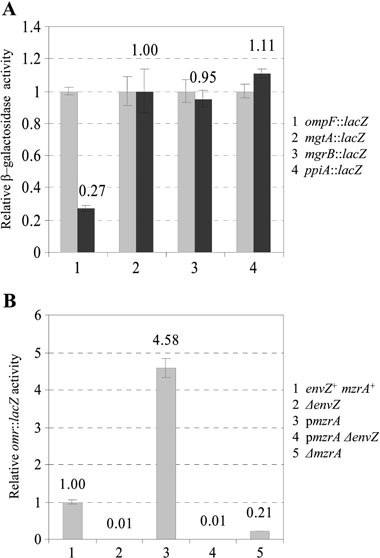 A
Relative β–galactosidase activity
1.4
1.2
1
0.8
0.6
0.4
0.2
0
0.27
1.00
0.95
1.11
1
2
3
4
1 ompF::lacZ
2 mgtA::lacZ
3 mgrB::lacZ
4 ppiA::lacZ
B
Relative omr::lacZ activity
6
5
4
3
2
1
0
1.00
0.01
4.58
0.01
0.21
1
2
3
4
5
1 envZ⁺ mzrA⁺
2 ΔenvZ
3 pmzrA
4 pmzrA ΔenvZ
5 ΔmzrA